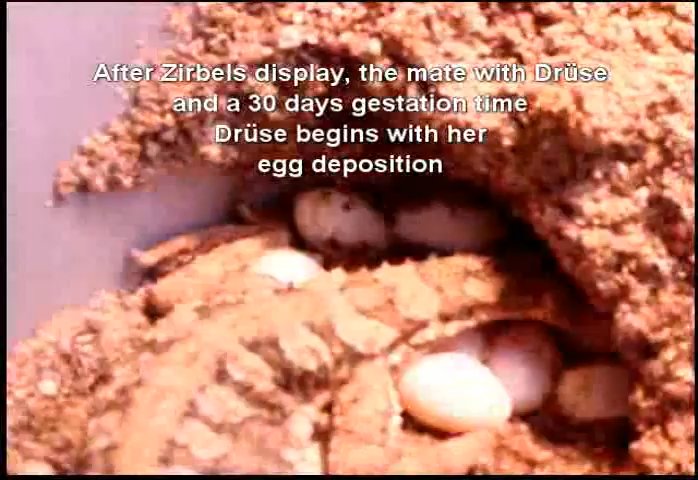 After Zirbels display, the mate with Drüse
and a 30 days gestation time
Drüse begins with her
egg deposition